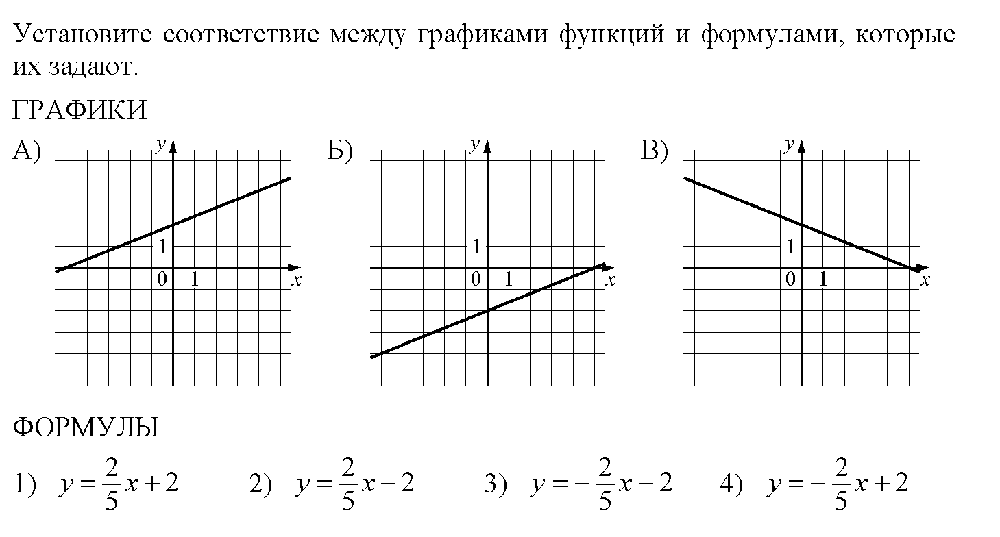 Установите соответствие между графиками функций и формулами, которые
их задают.
ГРАФИКИ
А) y 1 0 1 x
Б) y 1 0 1 x
В) y 1 0 1 x
ФОРМУЛЫ
1) y = 2/5 x + 2 2) y = 2/5 x − 2 3) y = − 2/5 x − 2 4) y = − 2/5 x + 2